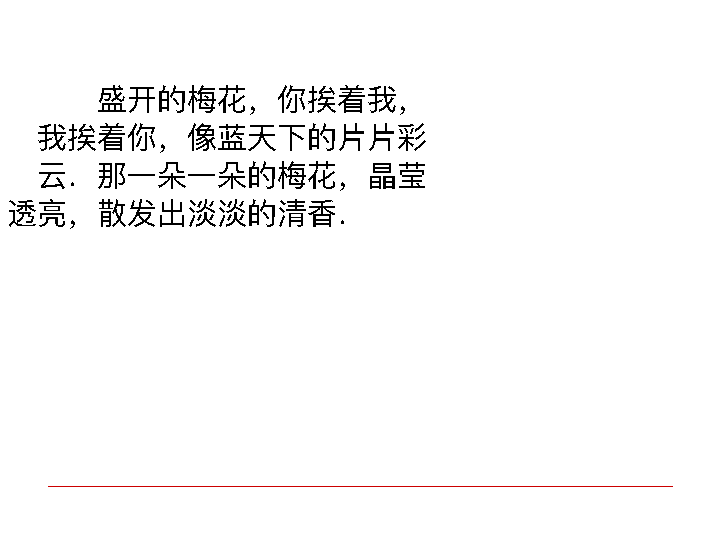 盛开的梅花，你挨着我，
我挨着你，像蓝天下的片片彩
云．那一朵一朵的梅花，晶莹
透亮，散发出淡淡的清香．